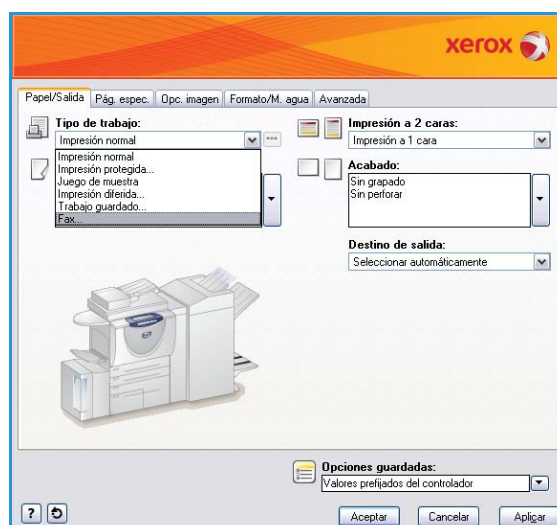 xerox
Papel/Salida Pág. espec. Opc. imagen Formato/M. agua Avanzada
Tipo de trabajo:
Impresión normal
Impresión normal
Impresión protegida...
Juego de muestra
Impresión diferida...
Trabajo guardado...
Fax...
Impresión a 2 caras:
Impresión a 1 cara
Acabado:
Sin grapado
Sin perforar
Destino de salida:
Seleccionar automáticamente
Opciones guardadas:
Valores prefijados del controlador
?
Aceptar Cancelar Aplicar